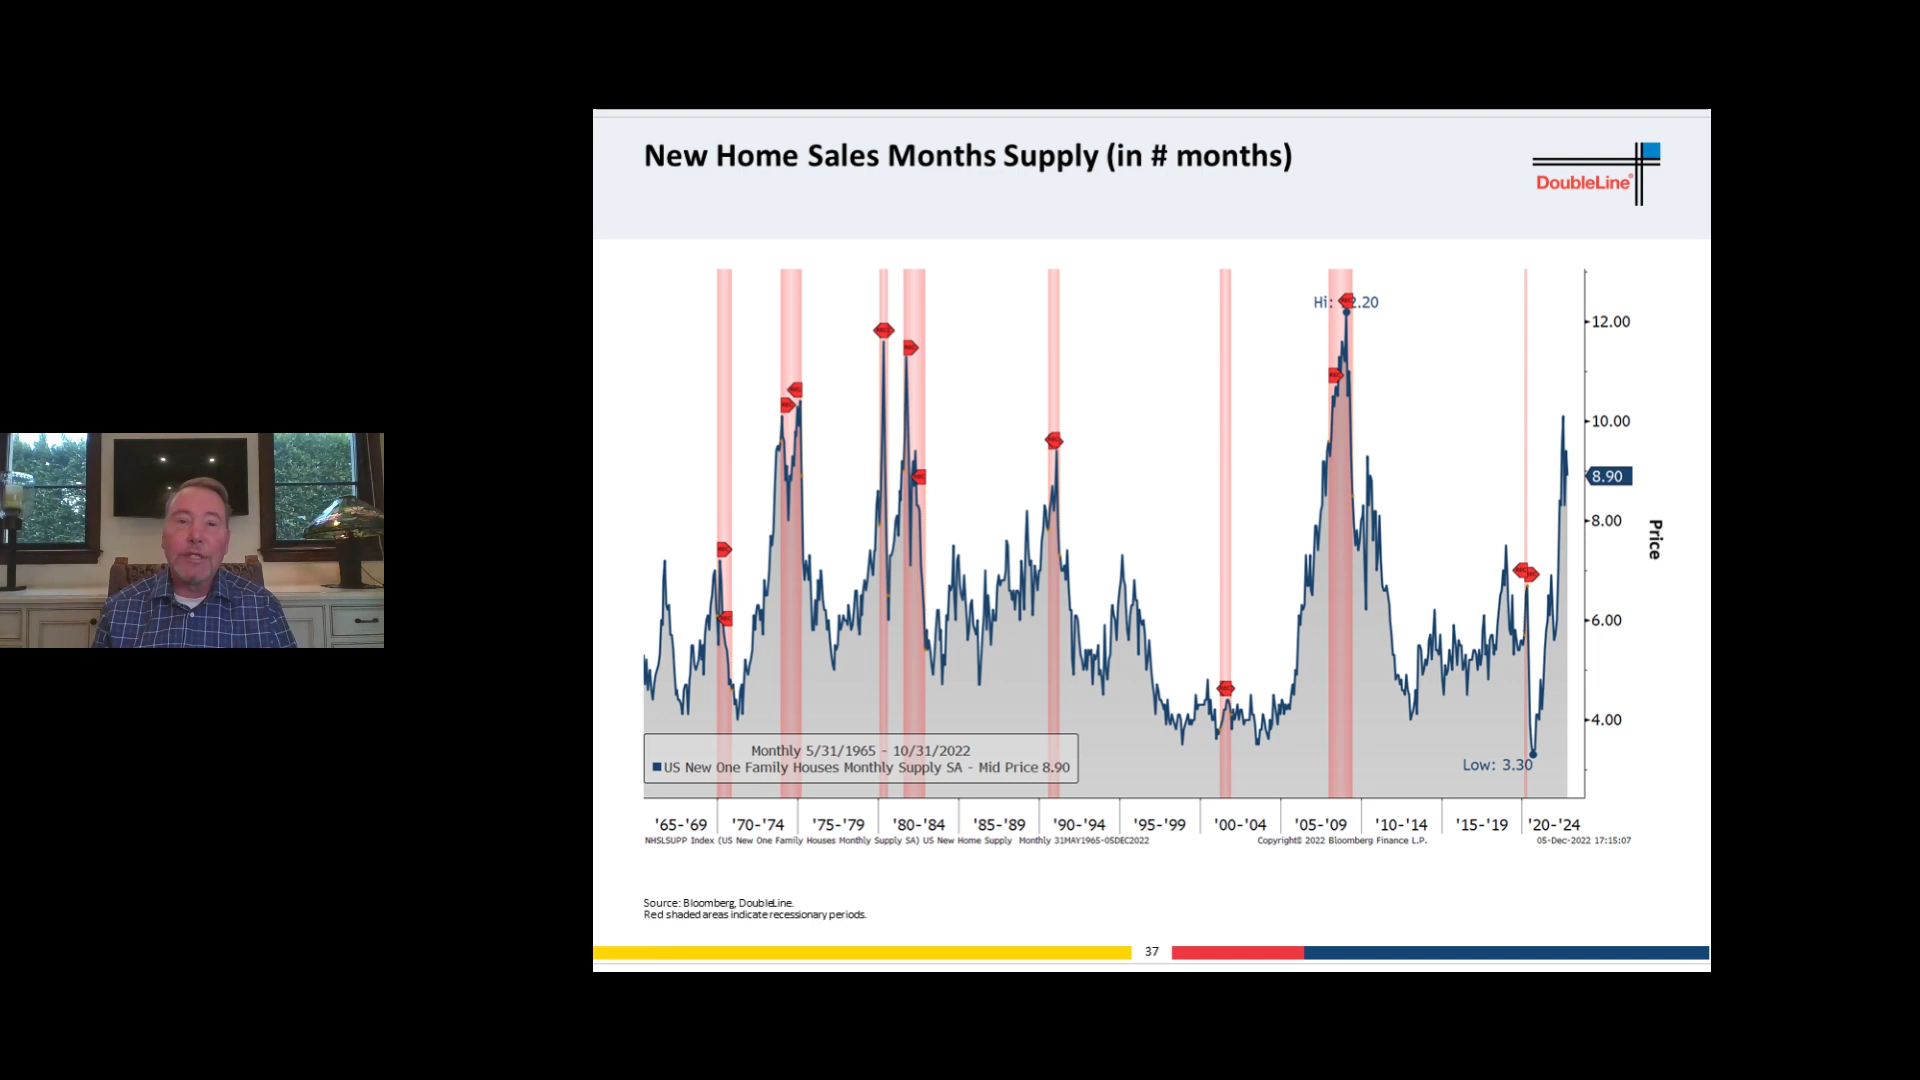 New Home Sales Months Supply (in # months)
DoubleLine®
Hi: 2.20
12.00
10.00
8.90
8.00
6.00
4.00
Price
Low: 3.30
Monthly 5/31/1965 - 10/31/2022
US New One Family Houses Monthly Supply SA - Mid Price 8.90
'65-'69 '70-'74 '75-'79 '80-'84 '85-'89 '90-'94 '95-'99 '00-'04 '05-'09 '10-'14 '15-'19 '20-'24
NHSLSUPP Index (US New One Family Houses Monthly Supply SA) US New Home Supply Monthly 31MAY1965-05DEC2022 Copyright© 2022 Bloomberg Finance L.P. 05-Dec-2022 17:15:07
Source: Bloomberg, DoubleLine.
Red shaded areas indicate recessionary periods.
37